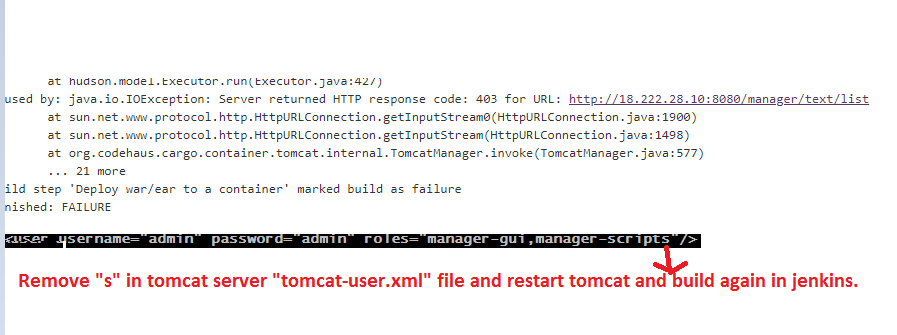 at hudson.model.Executor.run(Executor.java:427)
used by: java.io.IOException: Server returned HTTP response code: 403 for URL: http://18.222.28.10:8080/manager/text/list
at sun.net.www.protocol.http.HttpURLConnection.getInputStream0(HttpURLConnection.java:1900)
at sun.net.www.protocol.http.HttpURLConnection.getInputStream(HttpURLConnection.java:1498)
at org.codehaus.cargo.container.tomcat.internal.TomcatManager.invoke(TomcatManager.java:577)
... 21 more
ild step 'Deploy war/ear to a container' marked build as failure
nished: FAILURE
<user username="admin" password="admin" roles="manager-gui,manager-scripts"/>
Remove "s" in tomcat server "tomcat-user.xml" file and restart tomcat and build again in jenkins.